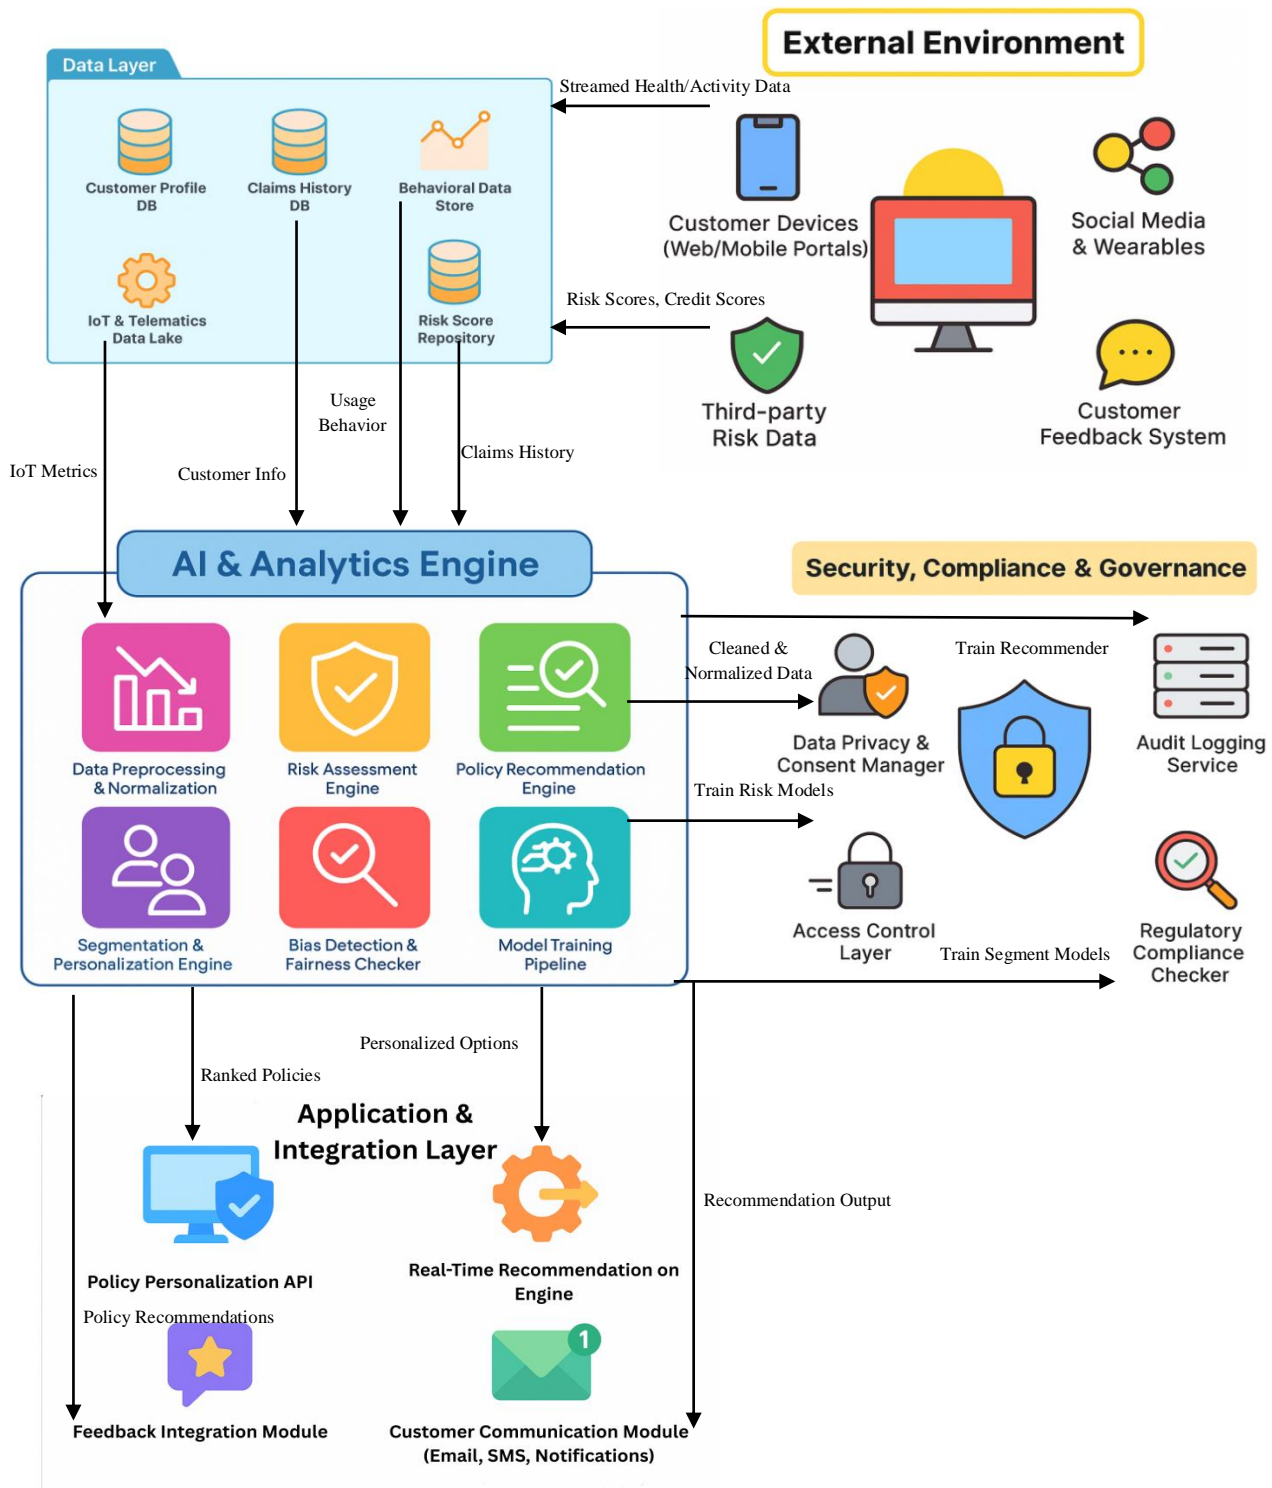 External Environment
Data Layer
Streamed Health/Activity Data
Customer Profile
DB
Claims History
DB
Behavioral Data
Store
Customer Devices
(Web/Mobile Portals)
Social Media
& Wearables
IoT & Telematics
Data Lake
Risk Score
Repository
Risk Scores, Credit Scores
Third-party
Risk Data
Customer
Feedback System
Usage
Behavior
IoT Metrics
Customer Info
Claims History
AI & Analytics Engine
Security, Compliance & Governance
Cleaned &
Normalized Data
Train Recommender
Data Preprocessing
& Normalization
Risk Assessment
Engine
Policy Recommendation
Engine
Data Privacy &
Consent Manager
Audit Logging
Service
Train Risk Models
Segmentation &
Personalization Engine
Bias Detection &
Fairness Checker
Model Training
Pipeline
Access Control
Layer
Train Segment Models
Regulatory
Compliance
Checker
Personalized Options
Ranked Policies
Application &
Integration Layer
Recommendation Output
Policy Personalization API
Real-Time Recommendation on
Engine
Policy Recommendations
1
Feedback Integration Module
Customer Communication Module
(Email, SMS, Notifications)